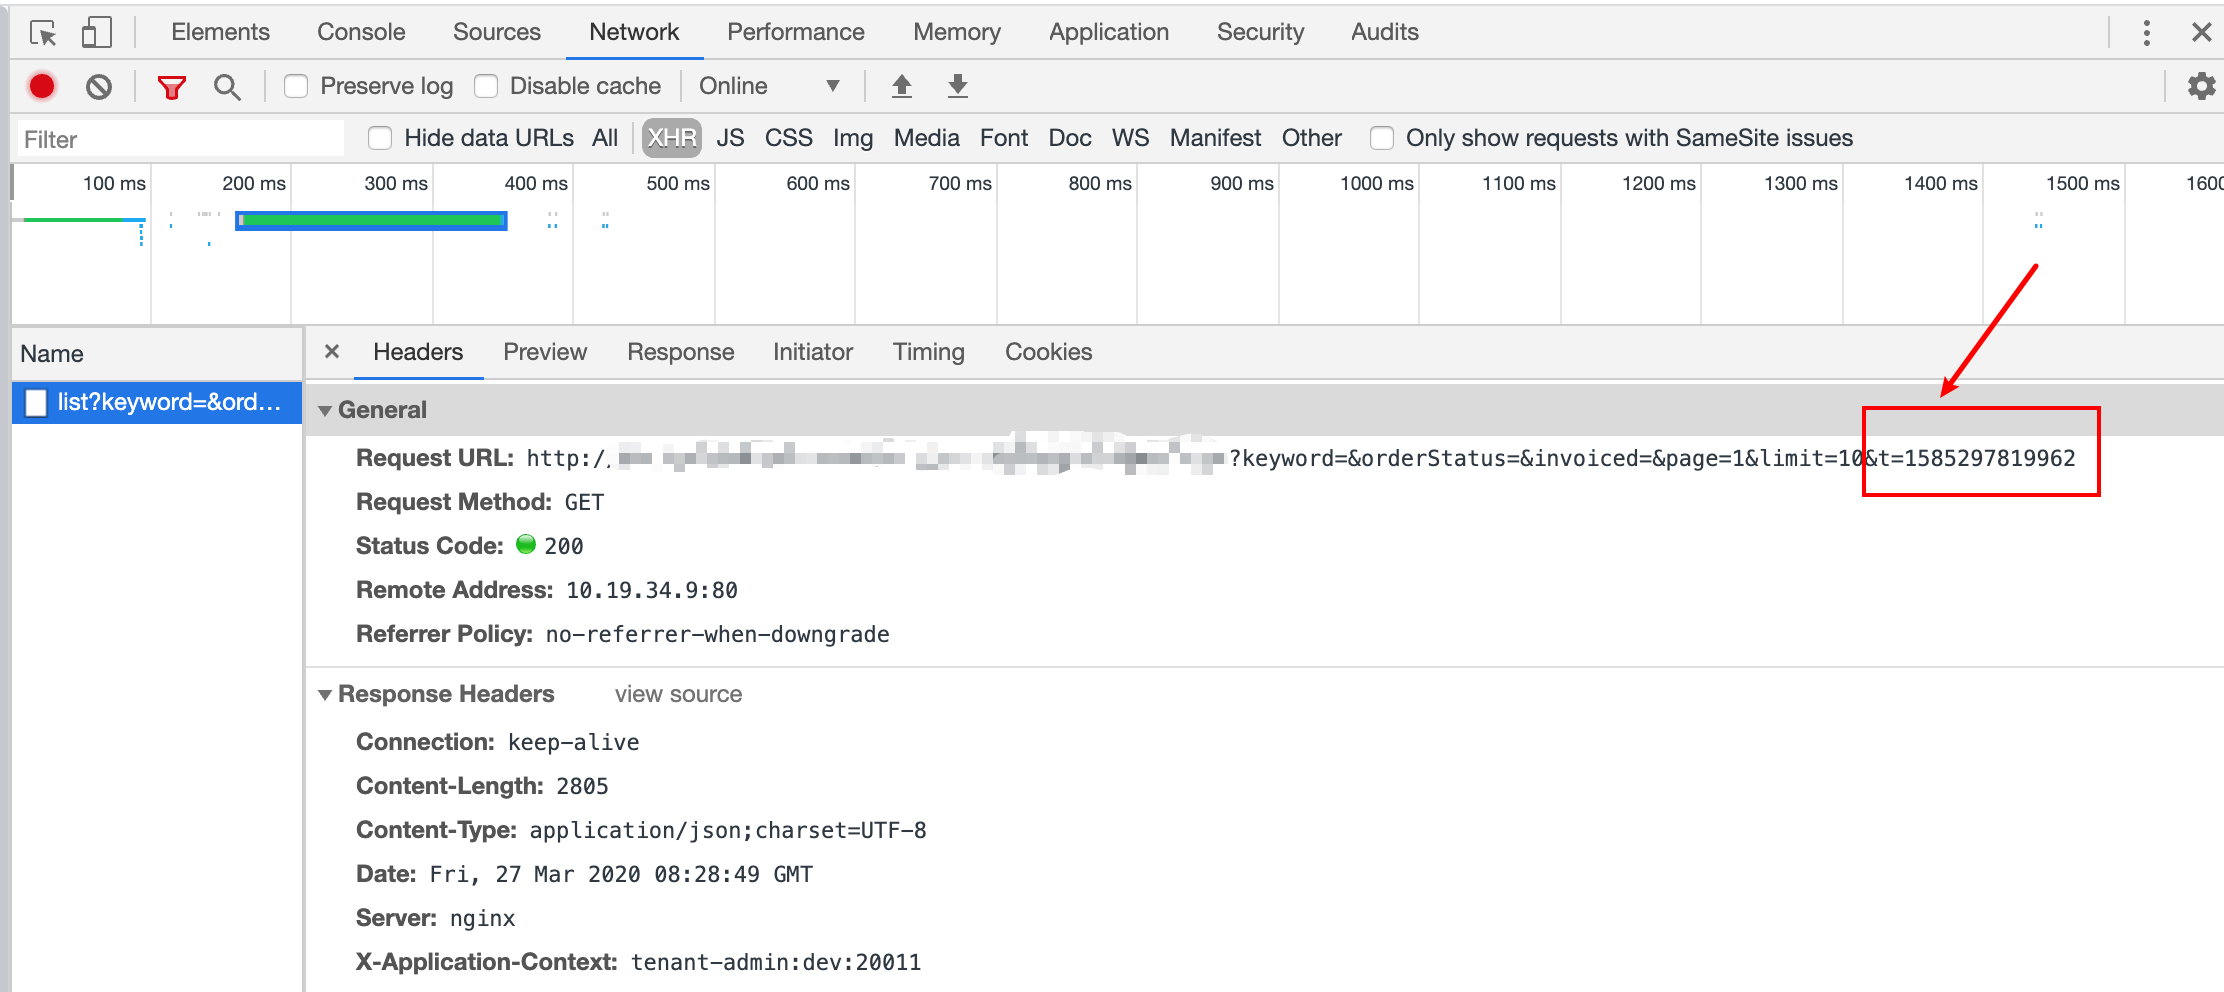 Elements Console Sources Network Performance Memory Application Security Audits
Preserve log Disable cache Online
Filter Hide data URLs All XHR JS CSS Img Media Font Doc WS Manifest Other Only show requests with SameSite issues
100 ms 200 ms 300 ms 400 ms 500 ms 600 ms 700 ms 800 ms 900 ms 1000 ms 1100 ms 1200 ms 1300 ms 1400 ms 1500 ms 1600
Name Headers Preview Response Initiator Timing Cookies
list?keyword=&ord...
General
Request URL: http:/ ?keyword=&orderStatus=&invoiced=&page=1&limit=10&t=1585297819962
Request Method: GET
Status Code: 200
Remote Address: 10.19.34.9:80
Referrer Policy: no-referrer-when-downgrade
Response Headers view source
Connection: keep-alive
Content-Length: 2805
Content-Type: application/json;charset=UTF-8
Date: Fri, 27 Mar 2020 08:28:49 GMT
Server: nginx
X-Application-Context: tenant-admin:dev:20011